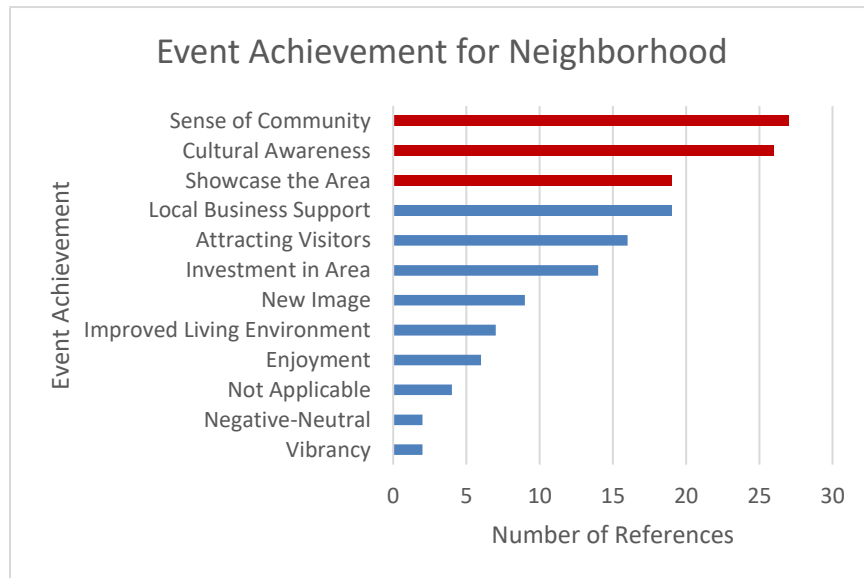 Event Achievement for Neighborhood
Event Achievement
Sense of Community
Cultural Awareness
Showcase the Area
Local Business Support
Attracting Visitors
Investment in Area
New Image
Improved Living Environment
Enjoyment
Not Applicable
Negative-Neutral
Vibrancy
0 5 10 15 20 25 30
Number of References